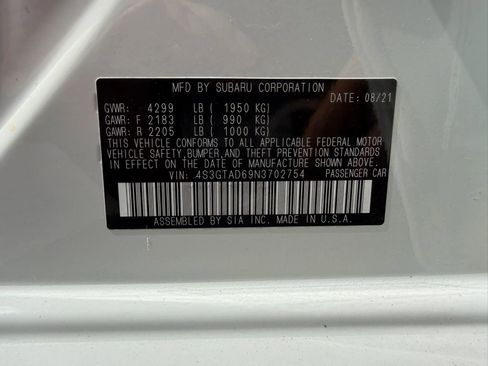 MFD BY SUBARU CORPORATION
DATE: 08/21
GVWR: 4299 LB ( 1950 KG)
GAWR: F 2183 LB ( 990 KG)
GAWR: R 2205 LB ( 1000 KG)
THIS VEHICLE CONFORMS TO ALL APPLICABLE FEDERAL MOTOR
VEHICLE SAFETY, BUMPER, AND THEFT PREVENTION STANDARDS
IN EFFECT ON THE DATE OF MANUFACTURE SHOWN ABOVE.
VIN: 4S3GTAD69N3702754 PASSENGER CAR
ASSEMBLED BY SIA INC. MADE IN U.S.A.